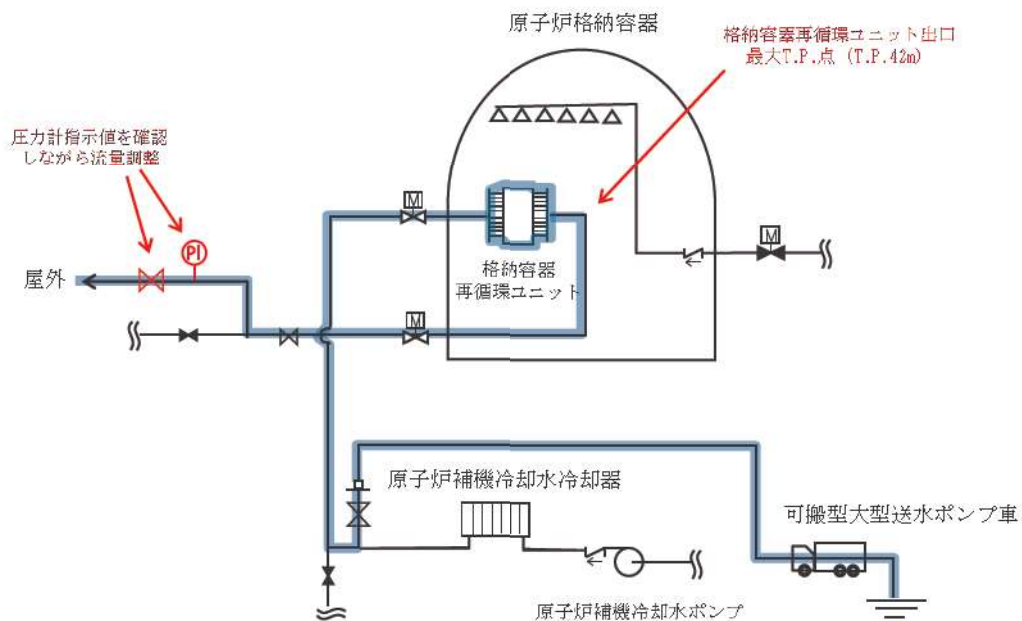 原子炉格納容器
格納容器再循環ユニット出口
最大T.P.点 (T.P.42m)
圧力計指示値を確認
しながら流量調整
M
M
PI
屋外
格納容器
再循環ユニット
M
原子炉補機冷却水冷却器
可搬型大型送水ポンプ車
原子炉補機冷却水ポンプ